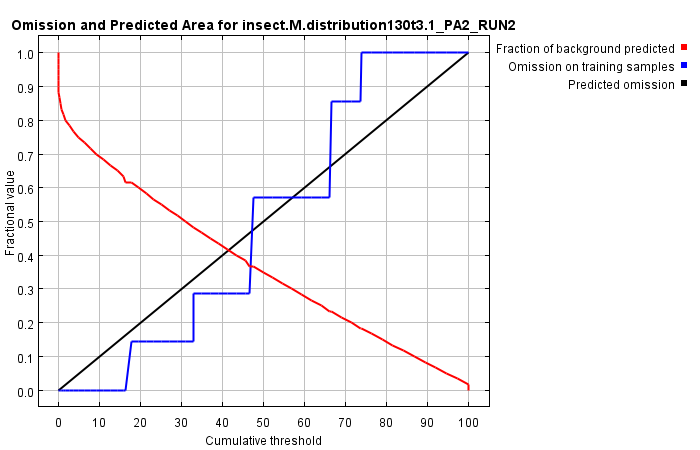 Omission and Predicted Area for insect.M.distribution130t3.1_PA2_RUN2
Fraction of background predicted
Omission on training samples
Predicted omission
Fractional value
1.0
0.9
0.8
0.7
0.6
0.5
0.4
0.3
0.2
0.1
0.0
0 10 20 30 40 50 60 70 80 90 100
Cumulative threshold